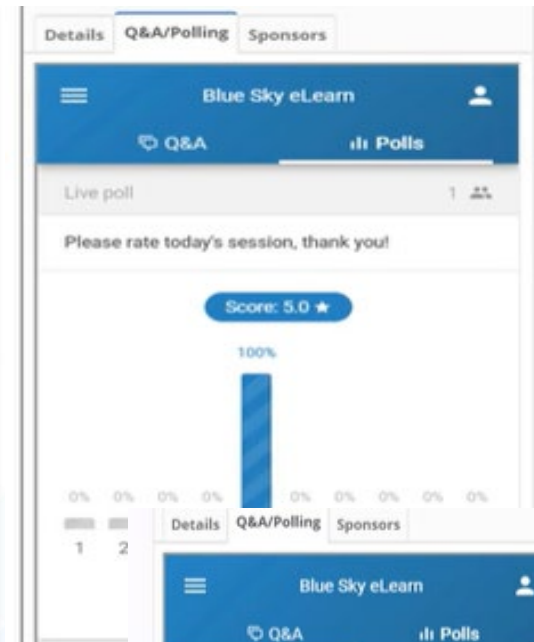 Details Q&A/Polling Sponsors
Blue Sky eLearn
Q&A Polls
Live poll 1
Please rate today's session, thank you!
Score: 5.0 ★
100%
0% 0% 0% 0% 0% 0% 0% 0% 0%
1 2
Details Q&A/Polling Sponsors
Blue Sky eLearn
Q&A Polls